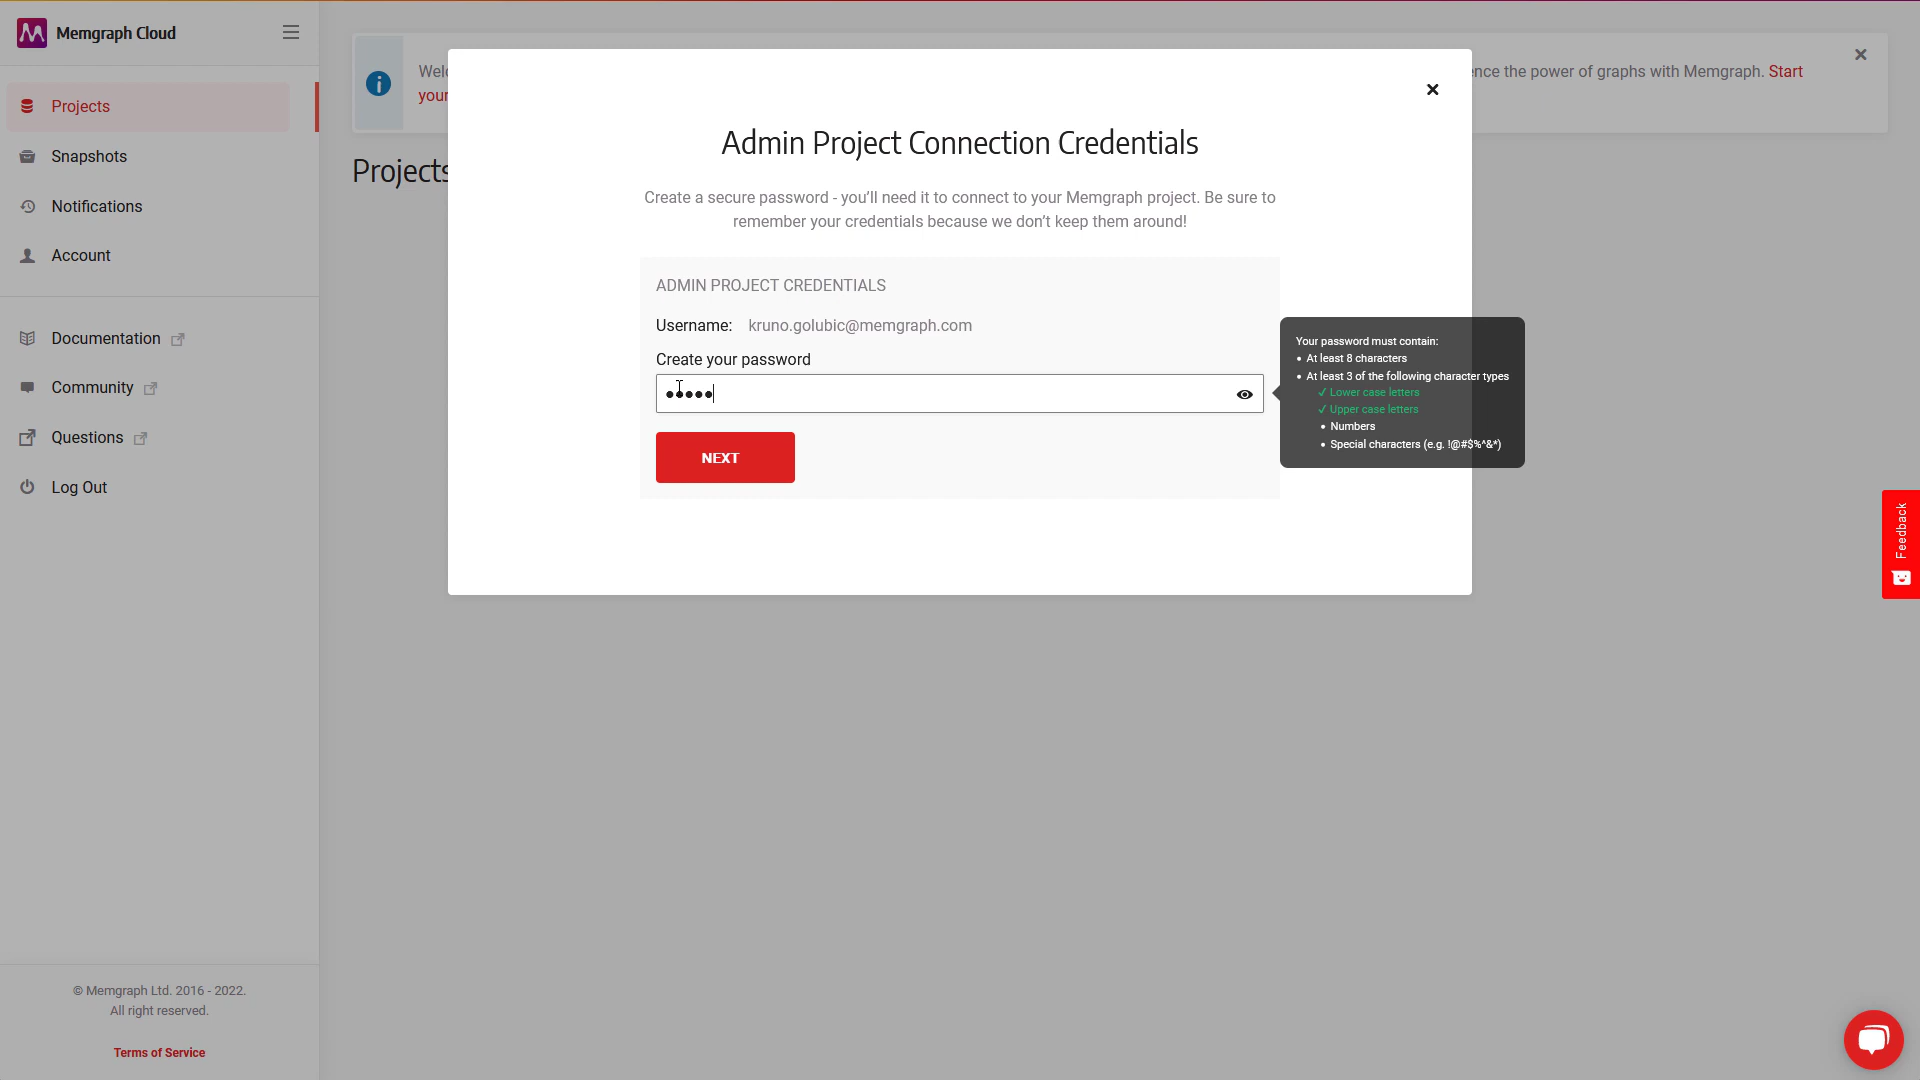 Memgraph Cloud
Projects
Snapshots
Notifications
Account
Documentation
Community
Questions
Log Out
© Memgraph Ltd. 2016 - 2022.
All right reserved.
Terms of Service
ence the power of graphs with Memgraph. Start
your
Projects
Admin Project Connection Credentials
Create a secure password - you’ll need it to connect to your Memgraph project. Be sure to
remember your credentials because we don’t keep them around!
ADMIN PROJECT CREDENTIALS
Username: kruno.golubic@memgraph.com
Create your password
NEXT
Your password must contain:
• At least 8 characters
• At least 3 of the following character types
✓ Lower case letters
✓ Upper case letters
• Numbers
• Special characters (e.g. !@#$%^&*)
Feedback